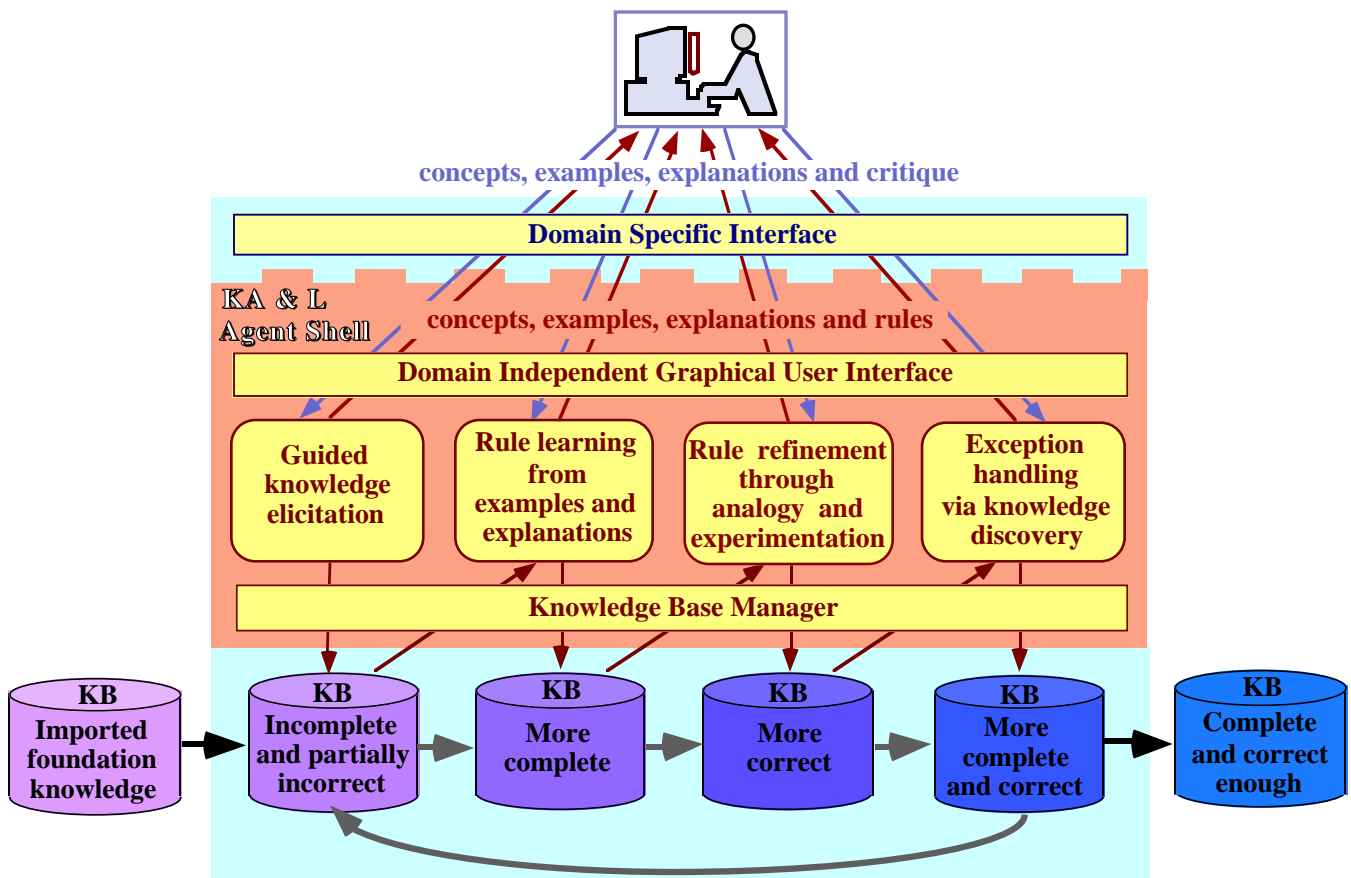 concepts, examples, explanations and critique
Domain Specific Interface
KA & L
Agent Shell
concepts, examples, explanations and rules
Domain Independent Graphical User Interface
Guided
knowledge
elicitation
Rule learning
from
examples and
explanations
Rule refinement
through
analogy and
experimentation
Exception
handling
via knowledge
discovery
Knowledge Base Manager
KB
Imported
foundation
knowledge
KB
Incomplete
and partially
incorrect
KB
More
complete
KB
More
correct
KB
More
complete
and correct
KB
Complete
and correct
enough